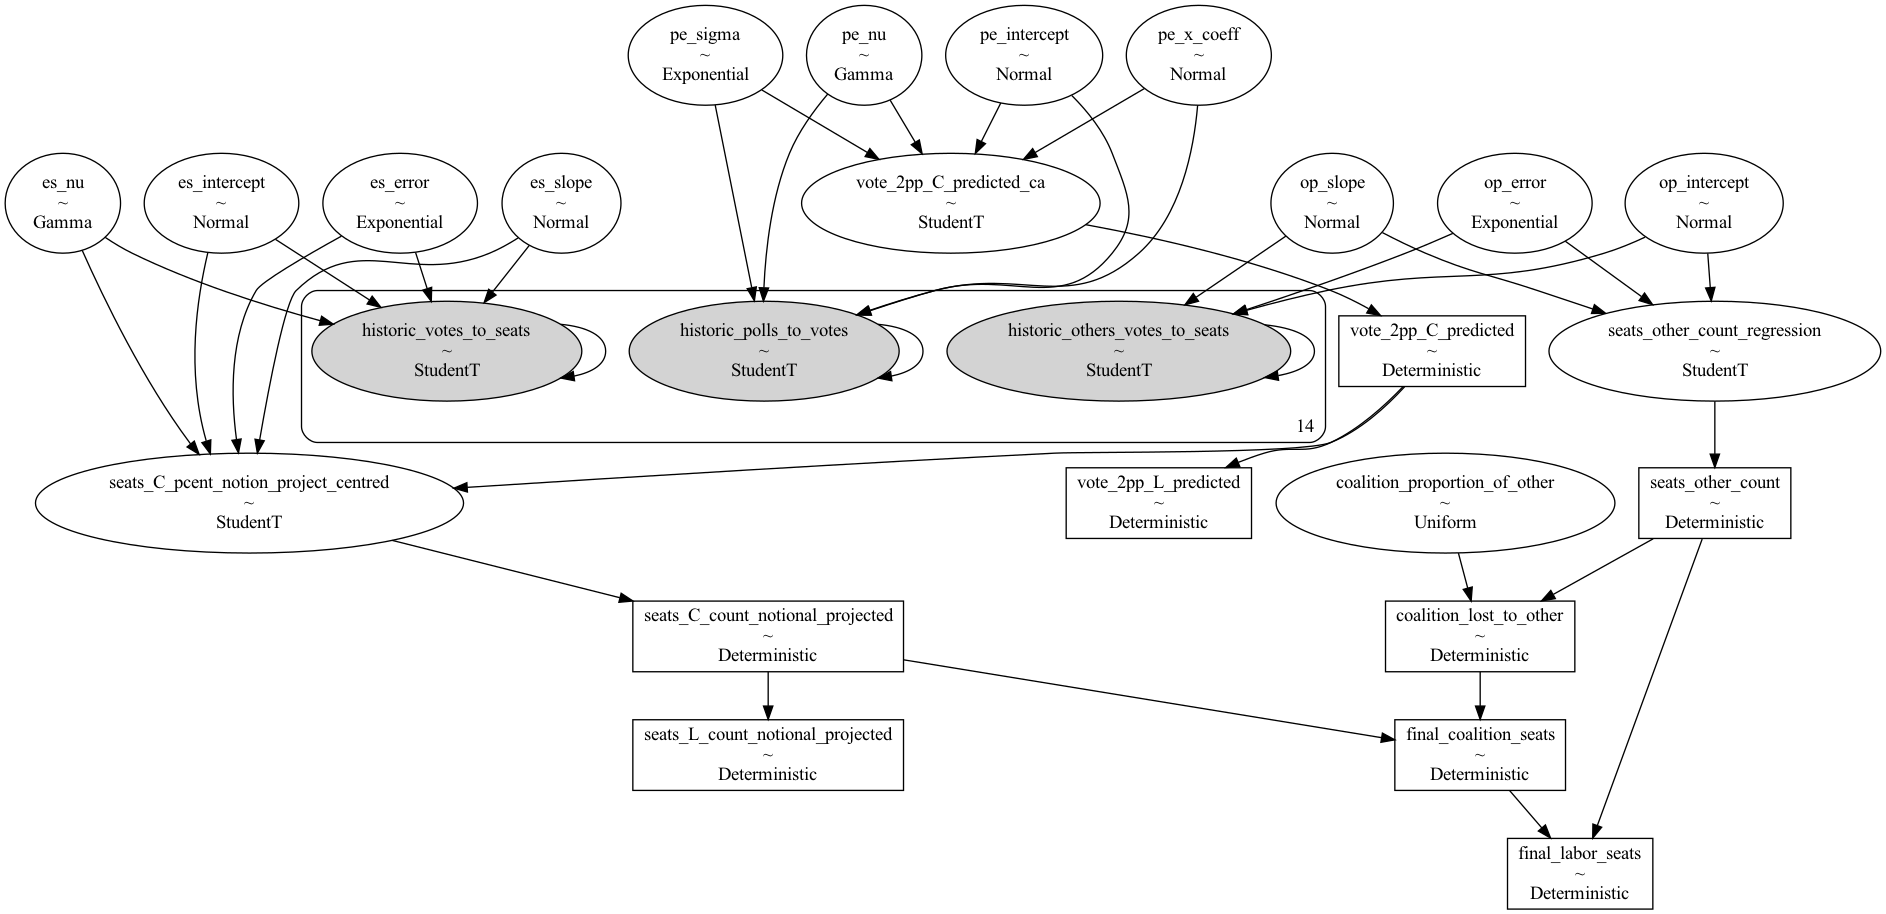 pe_sigma
~
Exponential
pe_nu
~
Gamma
pe_intercept
~
Normal
pe_x_coeff
~
Normal
es_nu
~
Gamma
es_intercept
~
Normal
es_error
~
Exponential
es_slope
~
Normal
vote_2pp_C_predicted_ca
~
StudentT
op_slope
~
Normal
op_error
~
Exponential
op_intercept
~
Normal
historic_votes_to_seats
~
StudentT
historic_polls_to_votes
~
StudentT
historic_others_votes_to_seats
~
StudentT
14
vote_2pp_C_predicted
~
Deterministic
seats_other_count_regression
~
StudentT
seats_C_pcent_notion_project_centred
~
StudentT
vote_2pp_L_predicted
~
Deterministic
coalition_proportion_of_other
~
Uniform
seats_other_count
~
Deterministic
seats_C_count_notional_projected
~
Deterministic
coalition_lost_to_other
~
Deterministic
seats_L_count_notional_projected
~
Deterministic
final_coalition_seats
~
Deterministic
final_labor_seats
~
Deterministic